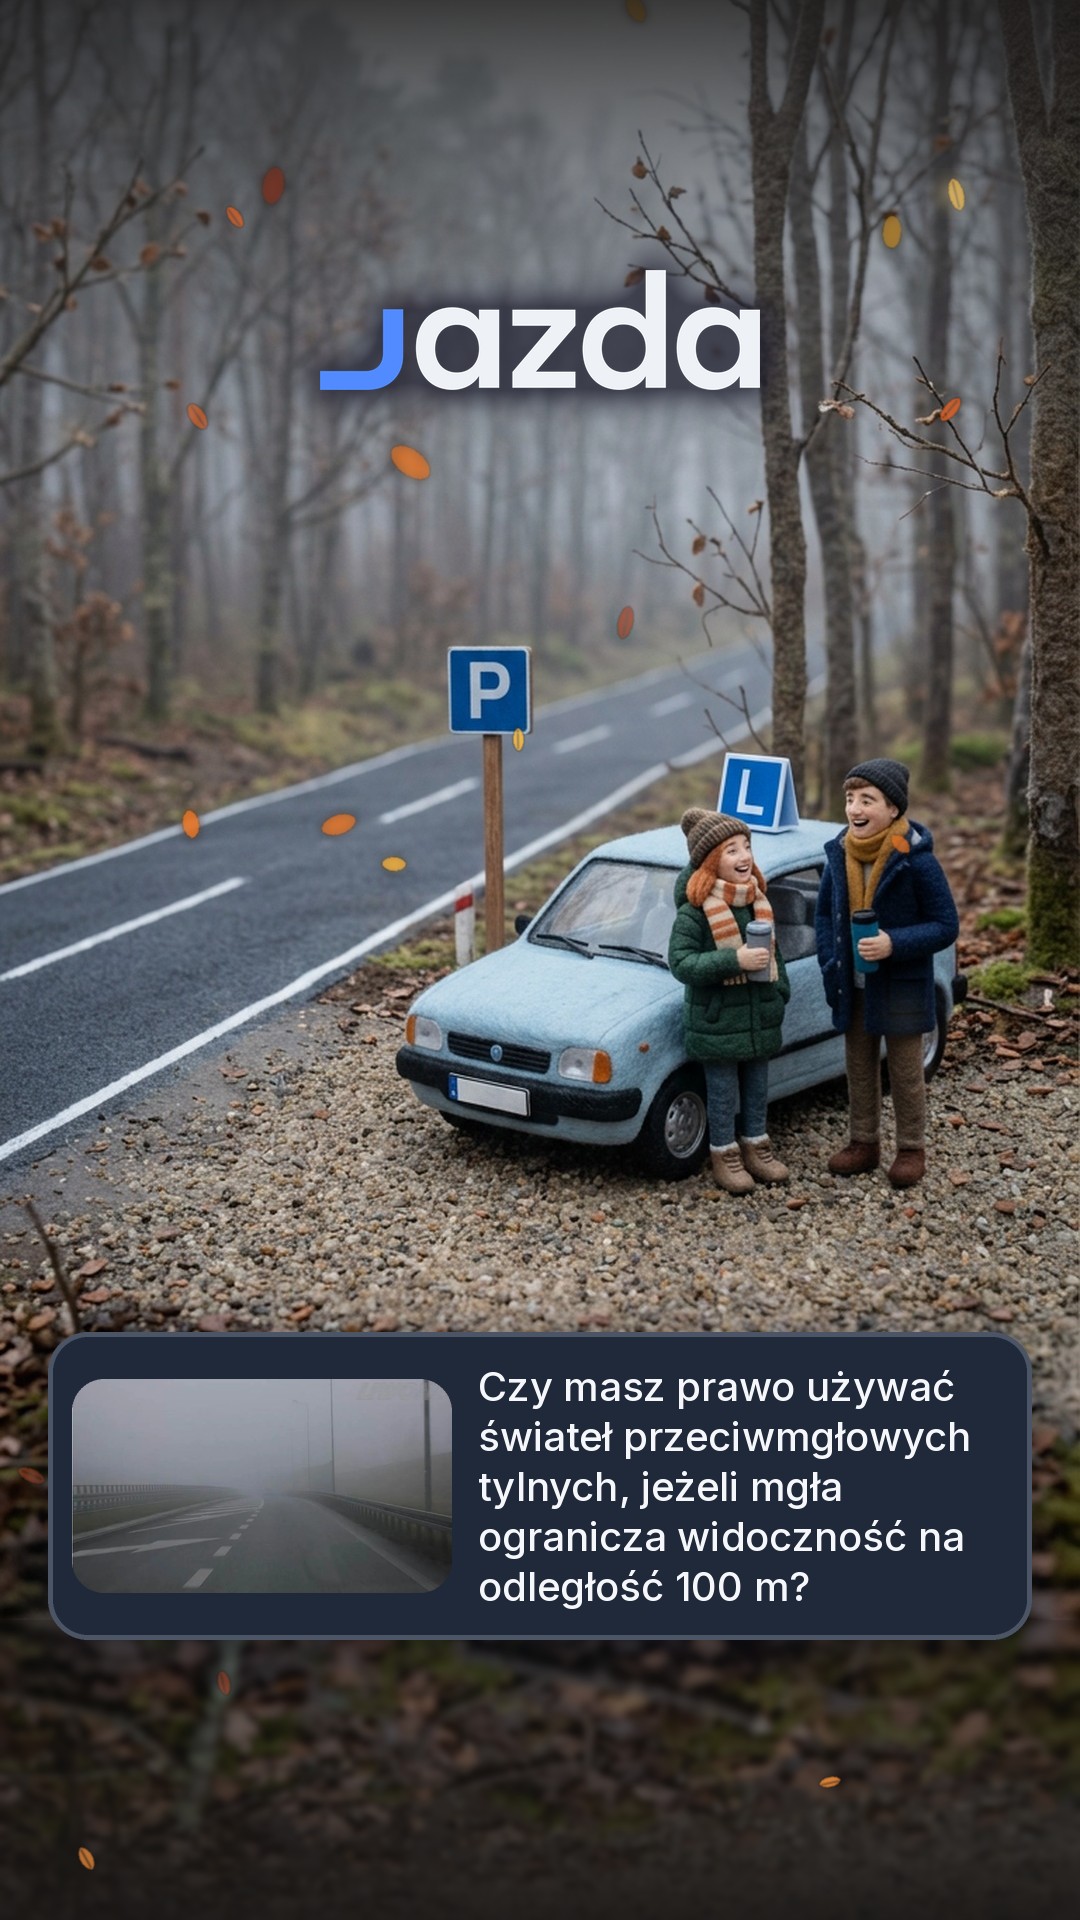 Jazda
P
L
Czy masz prawo używać
świateł przeciwmgłowych
tylnych, jeżeli mgła
ogranicza widoczność na
odległość 100 m?